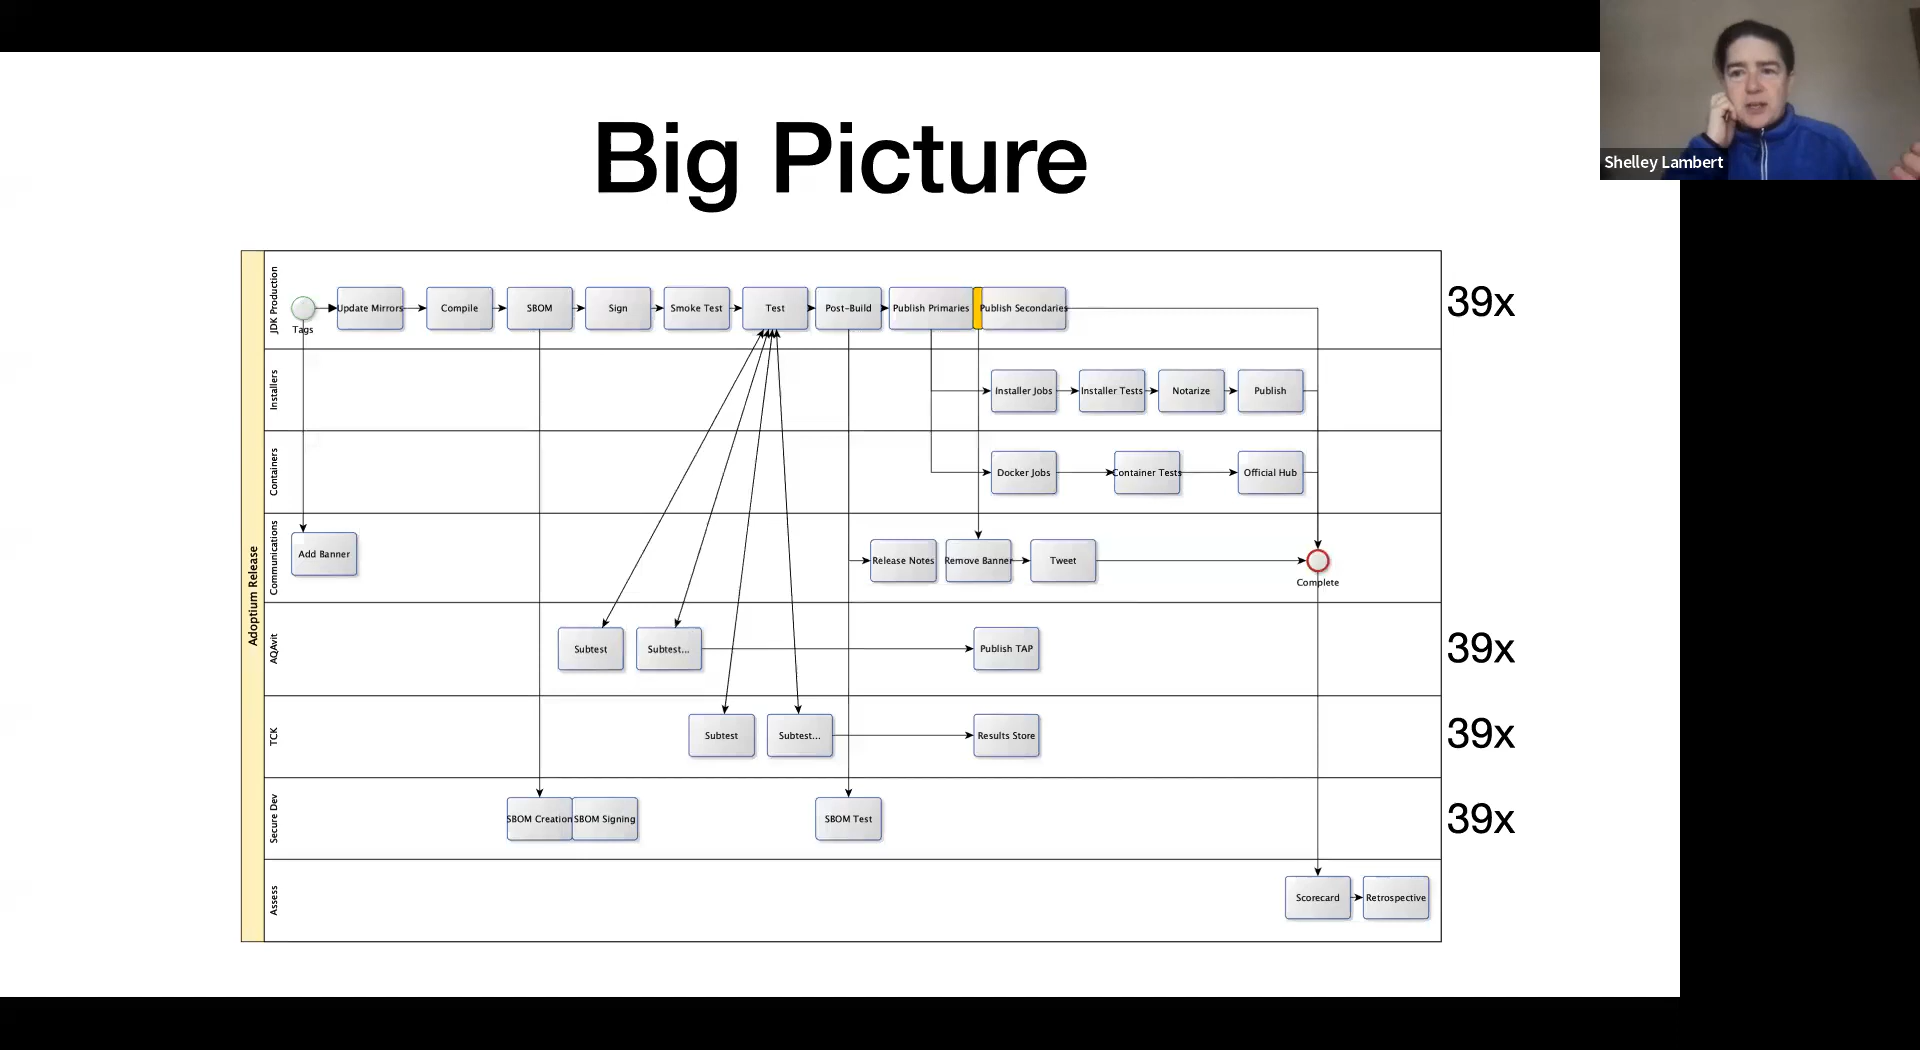 Shelley Lambert
Big Picture
Adoptium Release
JDK Production
Tags
Update Mirrors
Compile
SBOM
Sign
Smoke Test
Test
Post-Build
Publish Primaries
Publish Secondaries
39x
Installers
Installer Jobs
Installer Tests
Notarize
Publish
Containers
Docker Jobs
Container Tests
Official Hub
Communications
Add Banner
Release Notes
Remove Banner
Tweet
Complete
AQAvit
Subtest
Subtest...
Publish TAP
39x
TCK
Subtest
Subtest...
Results Store
39x
Secure Dev
SBOM Creation
SBOM Signing
SBOM Test
39x
Assess
Scorecard
Retrospective